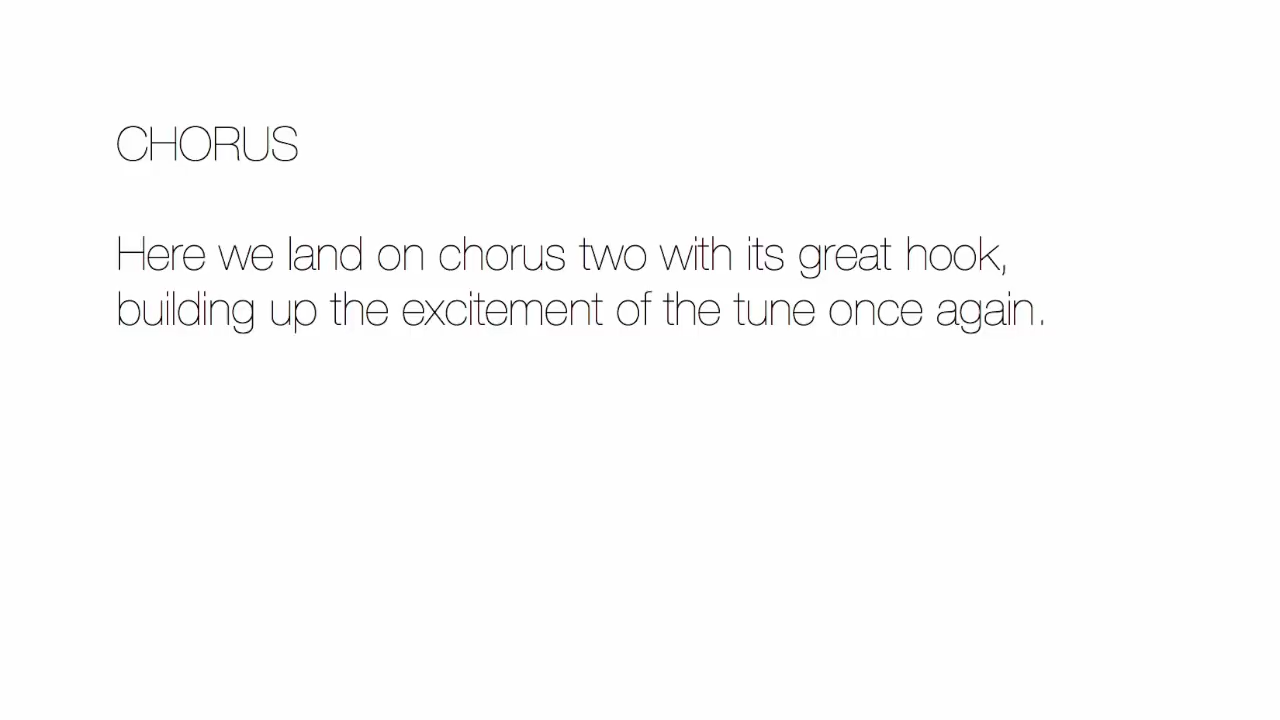 CHORUS
Here we land on chorus two with its great hook,
building up the excitement of the tune once again.